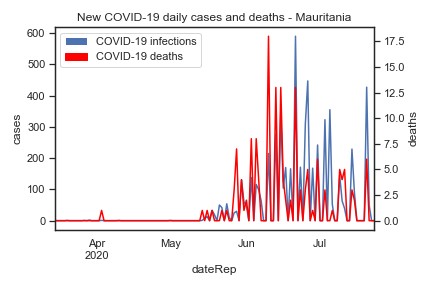 New COVID-19 daily cases and deaths - Mauritania
COVID-19 infections
COVID-19 deaths
600
500
400
300
200
100
0
cases
17.5
15.0
12.5
10.0
7.5
5.0
2.5
0.0
deaths
Apr
2020
May
Jun
Jul
dateRep